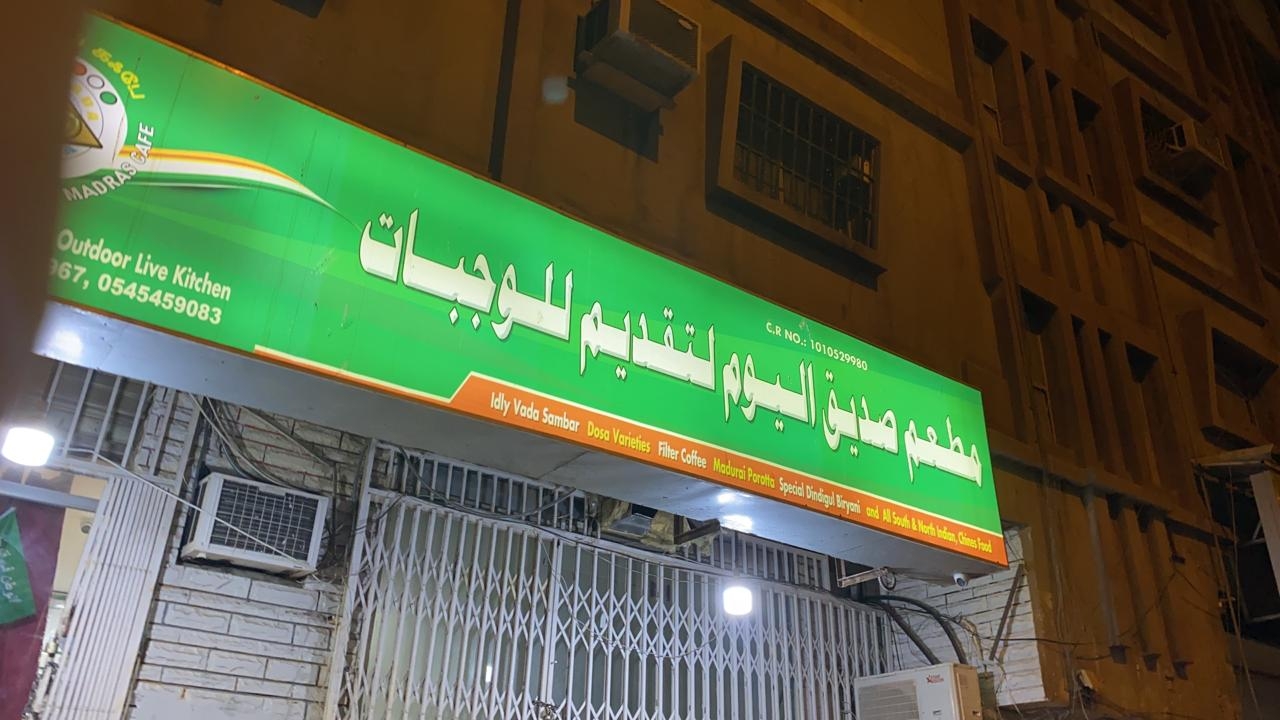 MADRAS CAFE
Outdoor Live Kitchen
967, 0545459083
C.R NO.: 1010529980
مطعم صديق اليوم لتقديم للوجبات
Idly Vada Sambar Dosa Varieties Filter Coffee Madurai Porotta Special Dindigul Biryani and All South & North Indian, Chines Food